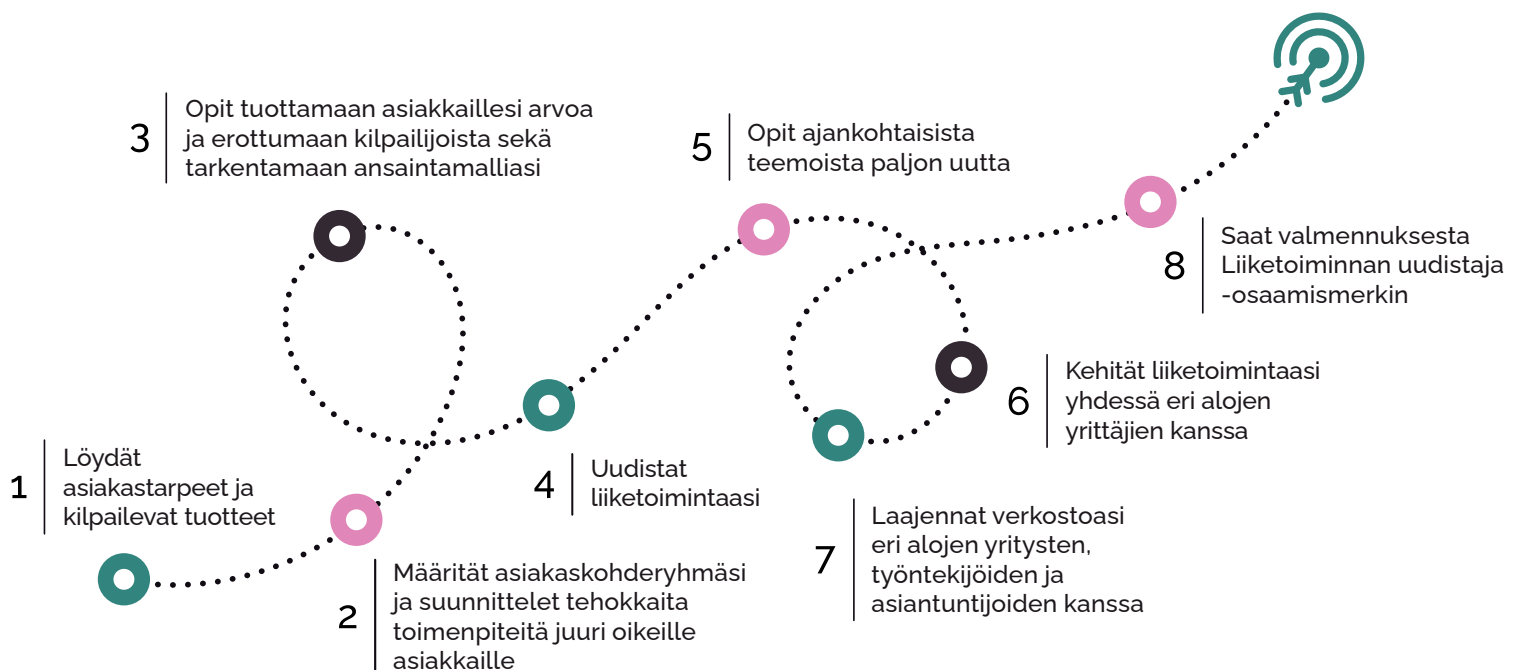 1
Löydät
asiakastarpeet ja
kilpailevat tuotteet
2
Määrität asiakaskohderyhmäsi
ja suunnittelet tehokkaita
toimenpiteitä juuri oikeille
asiakkaille
3
Opit tuottamaan asiakkaillesi arvoa
ja erottumaan kilpailijoista sekä
tarkentamaan ansaintamalliasi
4
Uudistat
liiketoimintaasi
5
Opit ajankohtaisista
teemoista paljon uutta
6
Kehität liiketoimintaasi
yhdessä eri alojen
yrittäjien kanssa
7
Laajennat verkostoasi
eri alojen yritysten,
työntekijöiden ja
asiantuntijoiden kanssa
8
Saat valmennuksesta
Liiketoiminnan uudistaja
-osaamismerkin